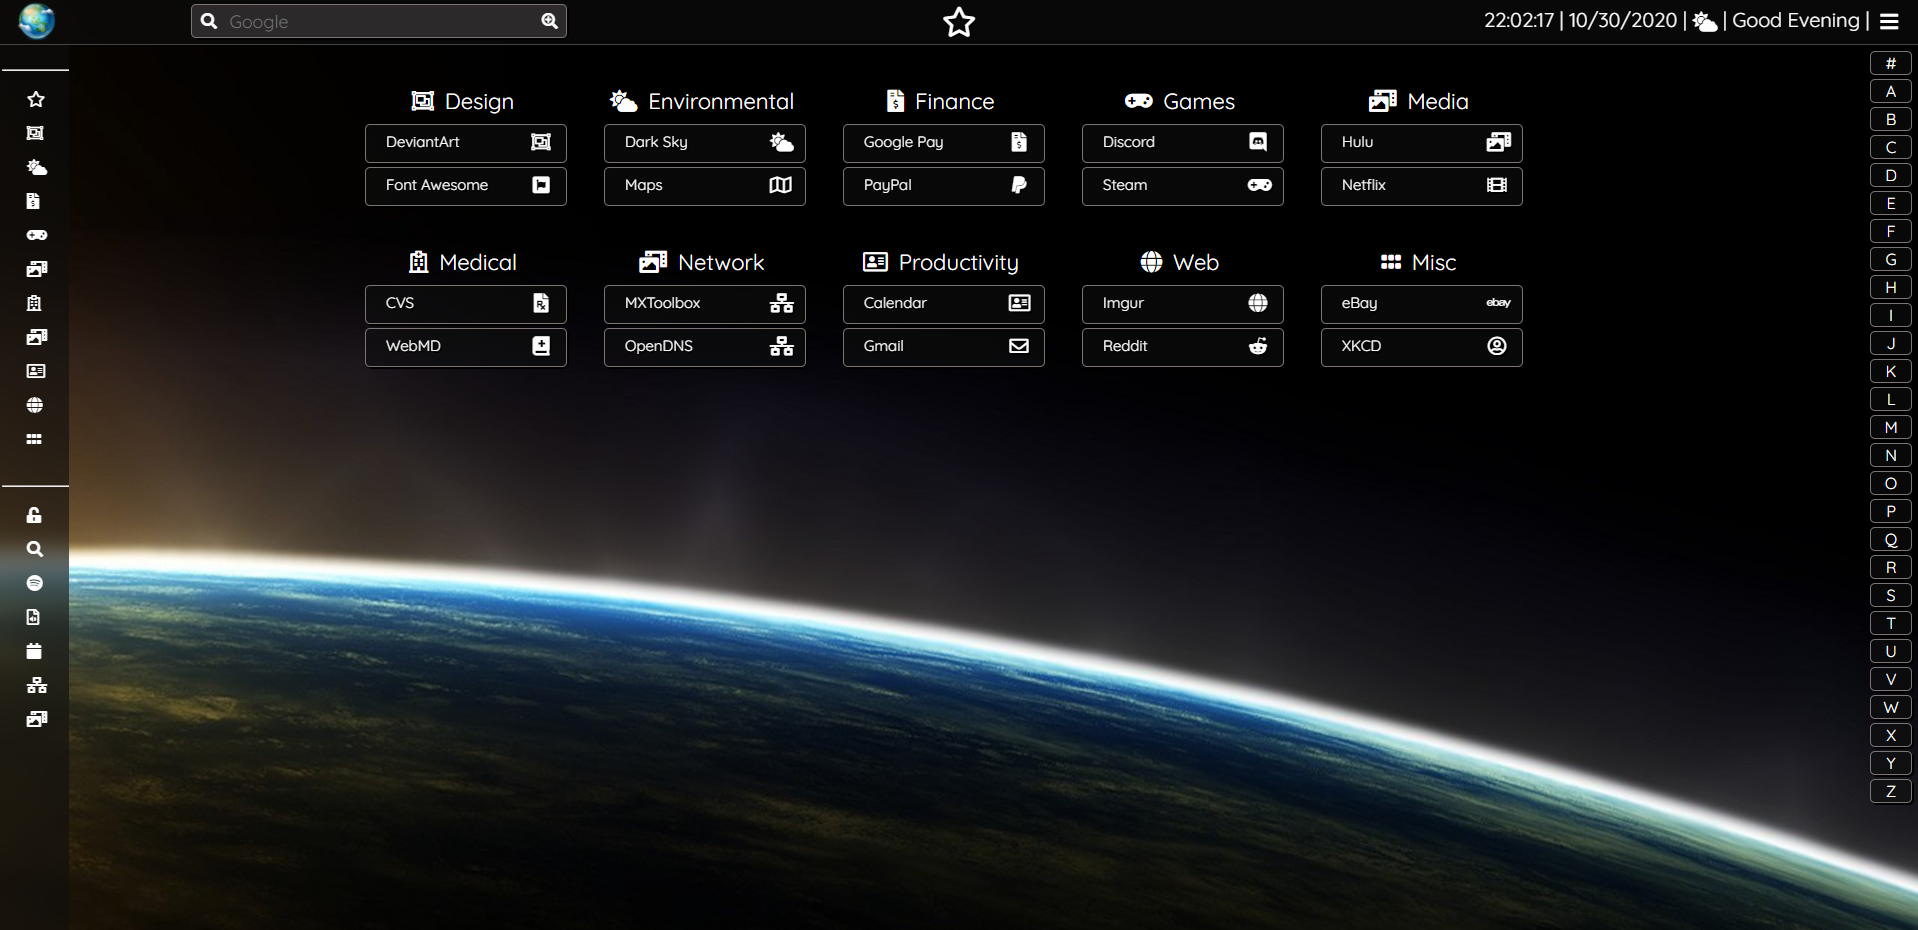 Google
22:02:17 | 10/30/2020 | | Good Evening |
Design
DeviantArt
Font Awesome
Environmental
Dark Sky
Maps
Finance
Google Pay
PayPal
Games
Discord
Steam
Media
Hulu
Netflix
Medical
CVS
WebMD
Network
MXToolbox
OpenDNS
Productivity
Calendar
Gmail
Web
Imgur
Reddit
Misc
eBay
ebay
XKCD
#
A
B
C
D
E
F
G
H
I
J
K
L
M
N
O
P
Q
R
S
T
U
V
W
X
Y
Z